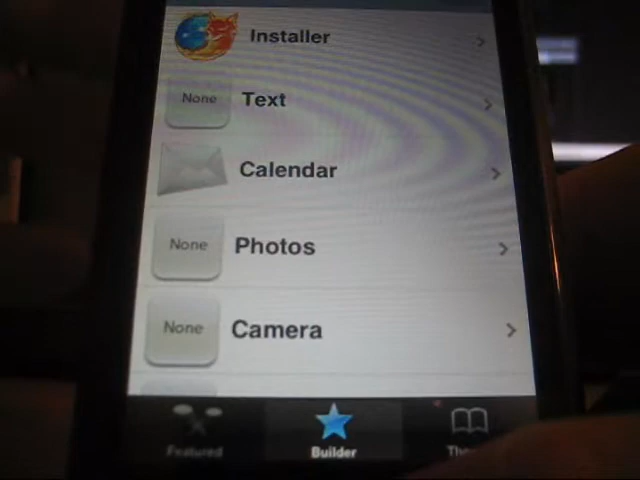 Installer
None Text
Calendar
None Photos
None Camera
Featured Builder